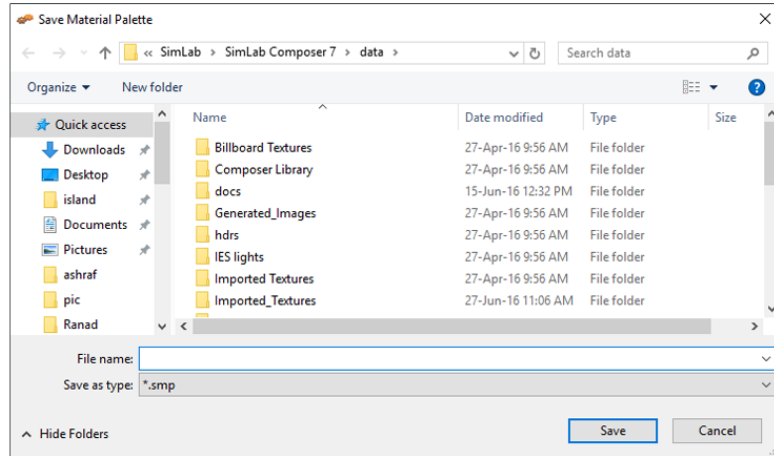 Save Material Palette
« SimLab > SimLab Composer 7 > data >
Search data
Organize
New folder
Name Date modified Type Size
Quick access
Downloads
Desktop
island
Documents
Pictures
ashraf
pic
Ranad
Billboard Textures 27-Apr-16 9:56 AM File folder
Composer Library 27-Apr-16 9:56 AM File folder
docs 15-Jun-16 12:32 PM File folder
Generated_Images 27-Apr-16 9:56 AM File folder
hdrs 27-Apr-16 9:56 AM File folder
IES lights 27-Apr-16 9:56 AM File folder
Imported Textures 27-Apr-16 9:56 AM File folder
Imported_Textures 27-Jun-16 11:06 AM File folder
File name:
Save as type: *.smp
Hide Folders
Save
Cancel